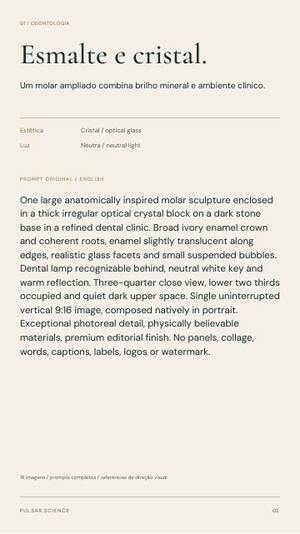 01 / ODONTOLOGIA
Esmalte e cristal.
Um molar ampliado combina brilho mineral e ambiente clínico.
Estética Cristal / optical glass
Luz Neutra / neutral light
PROMPT ORIGINAL / ENGLISH
One large anatomically inspired molar sculpture enclosed
in a thick irregular optical crystal block on a dark stone
base in a refined dental clinic. Broad ivory enamel crown
and coherent roots, enamel slightly translucent along
edges, realistic glass facets and small suspended bubbles.
Dental lamp recognizable behind, neutral white key and
warm reflection. Three-quarter close view, lower two thirds
occupied and quiet dark upper space. Single uninterrupted
vertical 9:16 image, composed natively in portrait.
Exceptional photoreal detail, physically believable
materials, premium editorial finish. No panels, collage,
words, captions, labels, logos or watermark.
18 imagens / prompts completos / referências de direção visual
PULSAR.SCIENCE 02